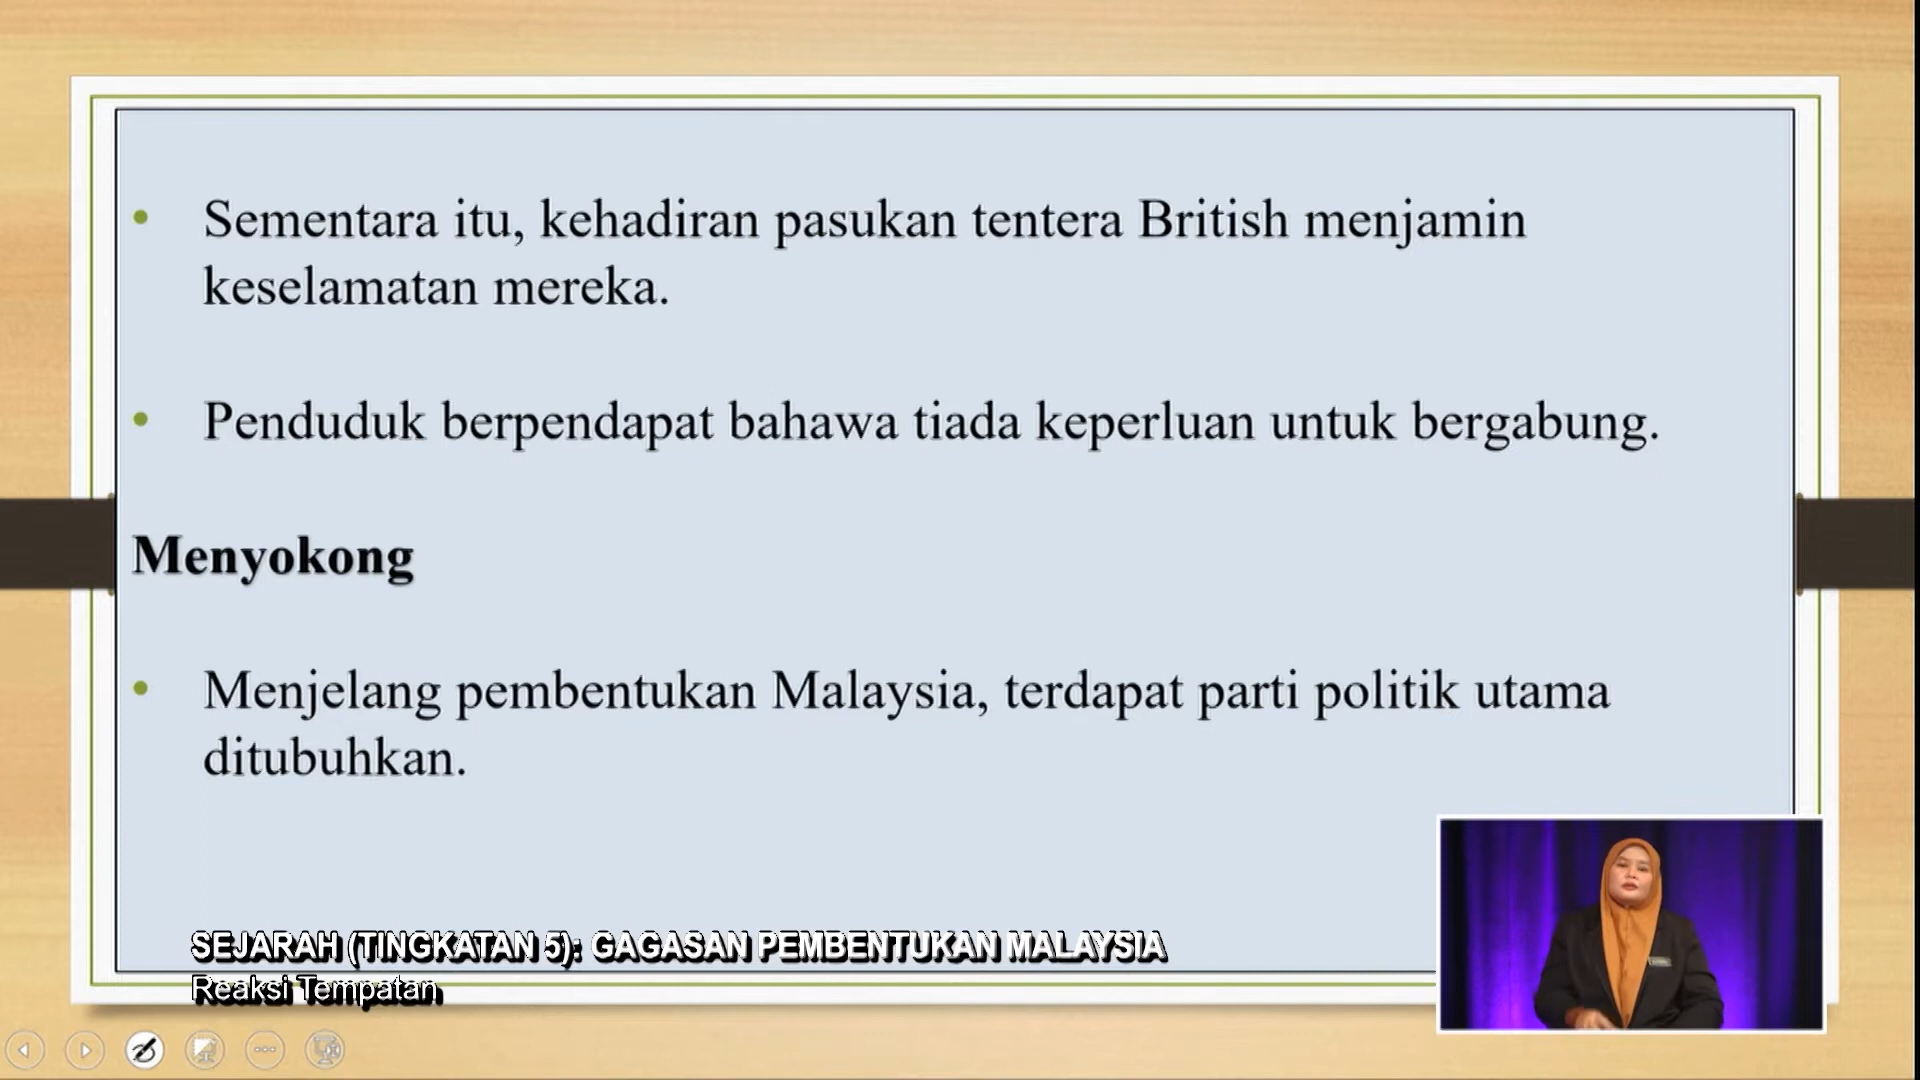 • Sementara itu, kehadiran pasukan tentera British menjamin
keselamatan mereka.
• Penduduk berpendapat bahawa tiada keperluan untuk bergabung.
Menyokong
• Menjelang pembentukan Malaysia, terdapat parti politik utama
ditubuhkan.
SEJARAH (TINGKATAN 5): GAGASAN PEMBENTUKAN MALAYSIA
Reaksi Tempatan